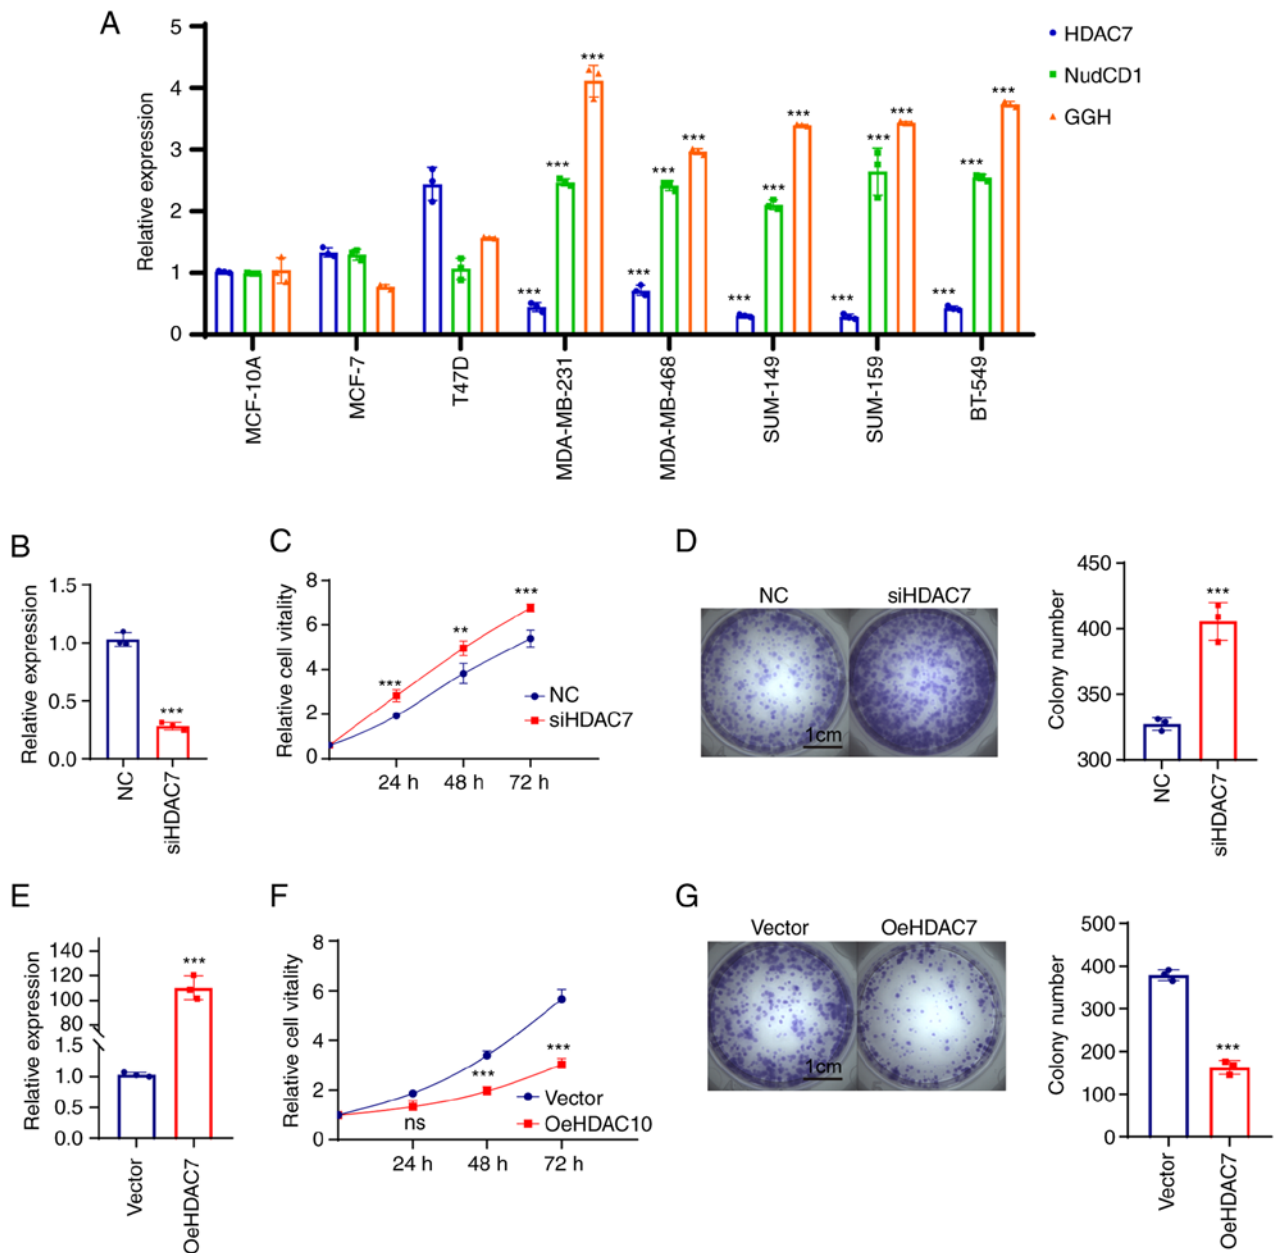 A
Relative expression
5
4
3
2
1
0
*** *** *** *** *** *** *** *** *** *** *** *** *** *** ***
MCF-10A
MCF-7
T47D
MDA-MB-231
MDA-MB-468
SUM-149
SUM-159
BT-549
HDAC7
NudCD1
GGH
B
Relative expression
1.5
1.0
0.5
0.0
***
NC
siHDAC7
C
Relative cell vitality
8
6
4
2
0
*** ** ***
NC
siHDAC7
24 h 48 h 72 h
D
NC siHDAC7
1cm
Colony number
450
400
350
300
***
NC
siHDAC7
E
Relative expression
140
120
100
80
1.5
1.0
0.5
0.0
***
Vector
OeHDAC7
F
Relative cell vitality
8
6
4
2
0
ns *** ***
Vector
OeHDAC10
24 h 48 h 72 h
G
Vector OeHDAC7
1cm
Colony number
500
400
300
200
100
0
***
Vector
OeHDAC7